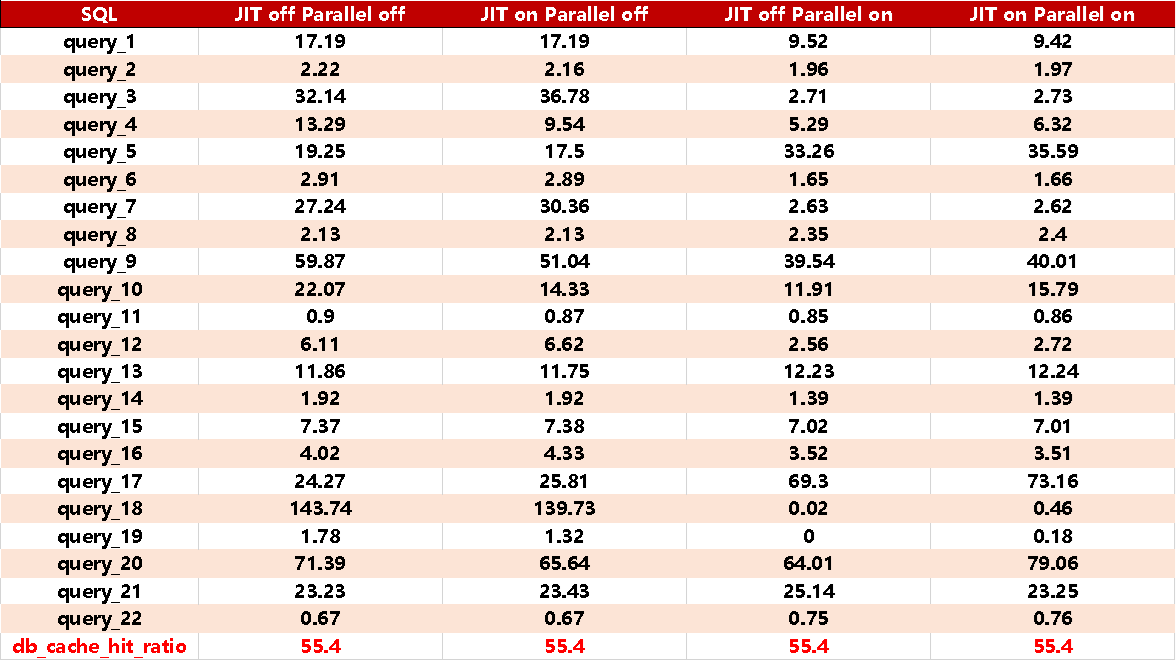 SQL JIT off Parallel off JIT on Parallel off JIT off Parallel on JIT on Parallel on
query_1 17.19 17.19 9.52 9.42
query_2 2.22 2.16 1.96 1.97
query_3 32.14 36.78 2.71 2.73
query_4 13.29 9.54 5.29 6.32
query_5 19.25 17.5 33.26 35.59
query_6 2.91 2.89 1.65 1.66
query_7 27.24 30.36 2.63 2.62
query_8 2.13 2.13 2.35 2.4
query_9 59.87 51.04 39.54 40.01
query_10 22.07 14.33 11.91 15.79
query_11 0.9 0.87 0.85 0.86
query_12 6.11 6.62 2.56 2.72
query_13 11.86 11.75 12.23 12.24
query_14 1.92 1.92 1.39 1.39
query_15 7.37 7.38 7.02 7.01
query_16 4.02 4.33 3.52 3.51
query_17 24.27 25.81 69.3 73.16
query_18 143.74 139.73 0.02 0.46
query_19 1.78 1.32 0 0.18
query_20 71.39 65.64 64.01 79.06
query_21 23.23 23.43 25.14 23.25
query_22 0.67 0.67 0.75 0.76
db_cache_hit_ratio 55.4 55.4 55.4 55.4